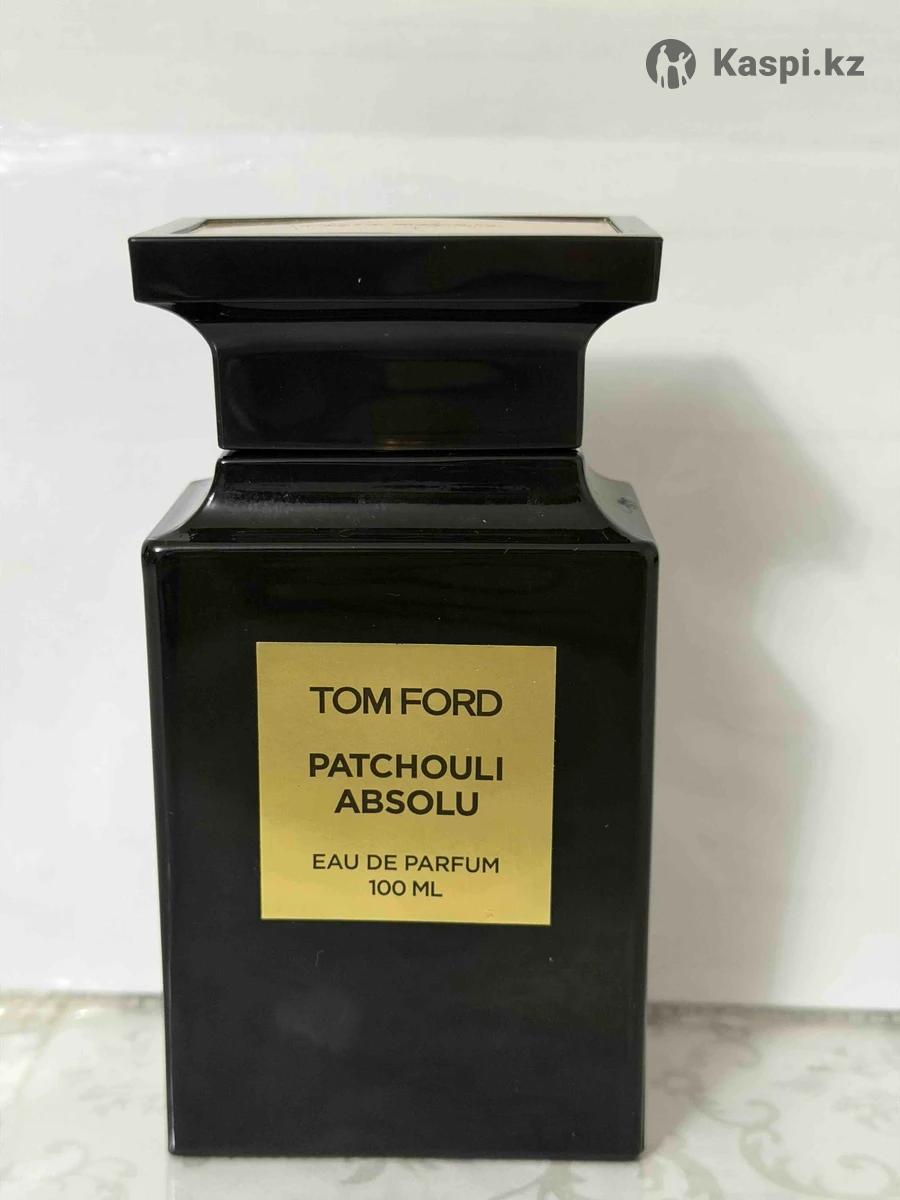 Kaspi.kz
TOM FORD
PATCHOULI
ABSOLU
EAU DE PARFUM
100 ML